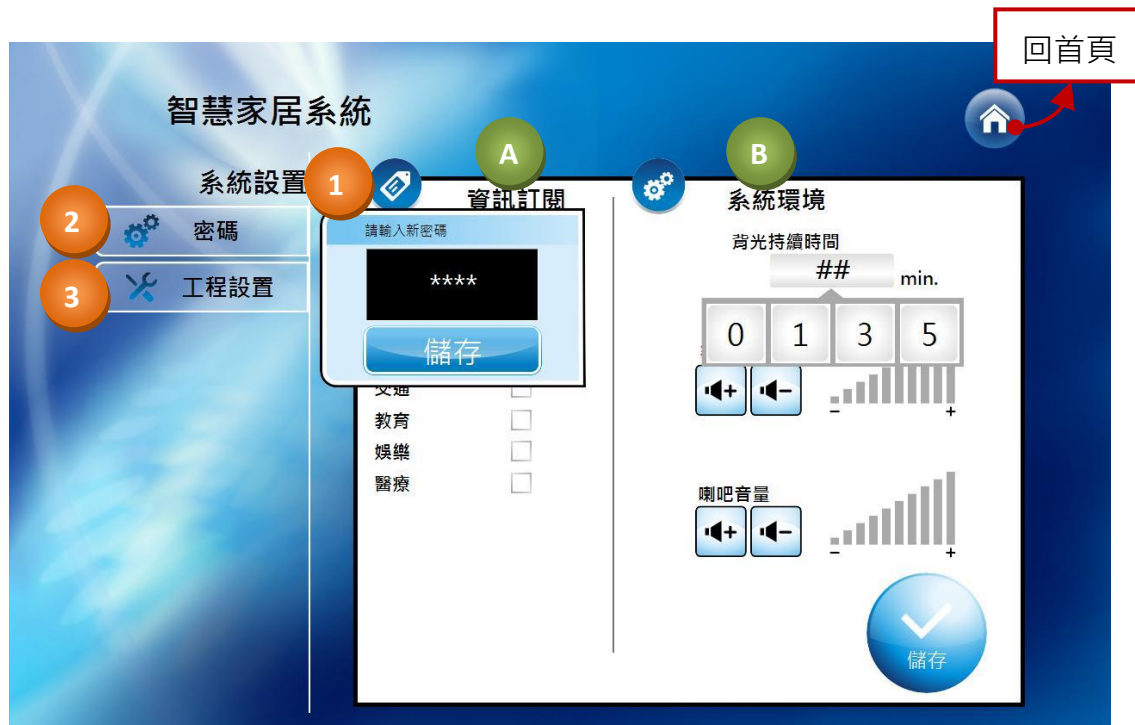 回首頁
智慧家居系統
A
B
系統設置
1
資訊訂閱
系統環境
2
密碼
請輸入新密碼
背光持續時間
****
## min.
3
工程設置
0 1 3 5
儲存
- +
交通
教育
娛樂
醫療
喇叭音量
- +
儲存